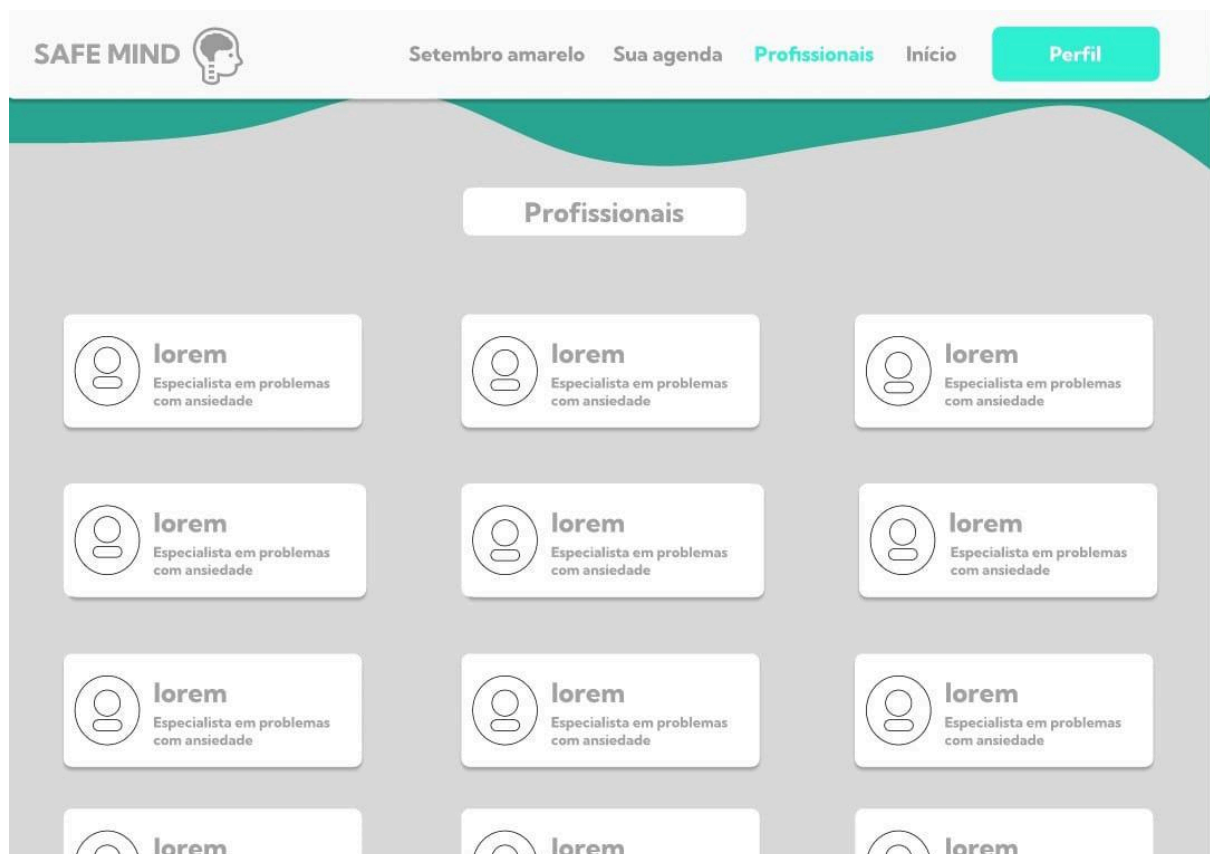 SAFE MIND
Setembro amarelo Sua agenda Profissionais Início Perfil
Profissionais
lorem
Especialista em problemas
com ansiedade
lorem
Especialista em problemas
com ansiedade
lorem
Especialista em problemas
com ansiedade
lorem
Especialista em problemas
com ansiedade
lorem
Especialista em problemas
com ansiedade
lorem
Especialista em problemas
com ansiedade
lorem
Especialista em problemas
com ansiedade
lorem
Especialista em problemas
com ansiedade
lorem
Especialista em problemas
com ansiedade
lorem
lorem
lorem